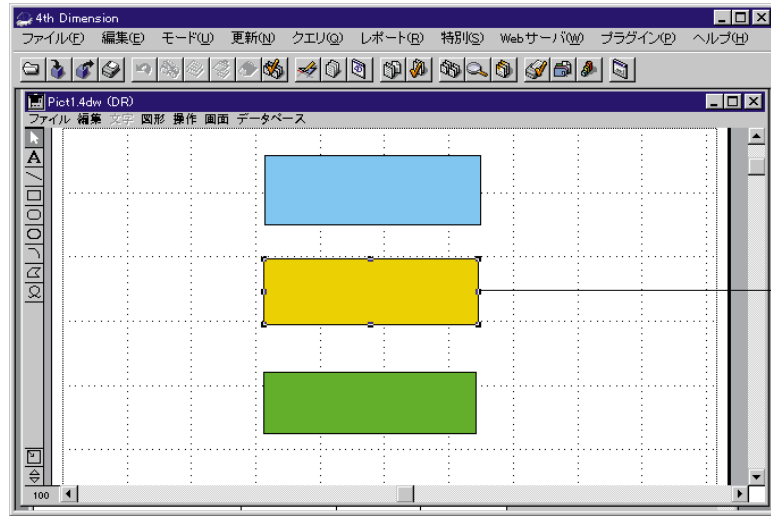 4th Dimension
ファイル(F) 編集(E) モード(U) 更新(N) クエリ(Q) レポート(R) 特別(S) Webサーバ(W) プラグイン(P) ヘルプ(H)
Pict1.4dw (DR)
ファイル 編集 文字 図形 操作 画面 データベース
A
100